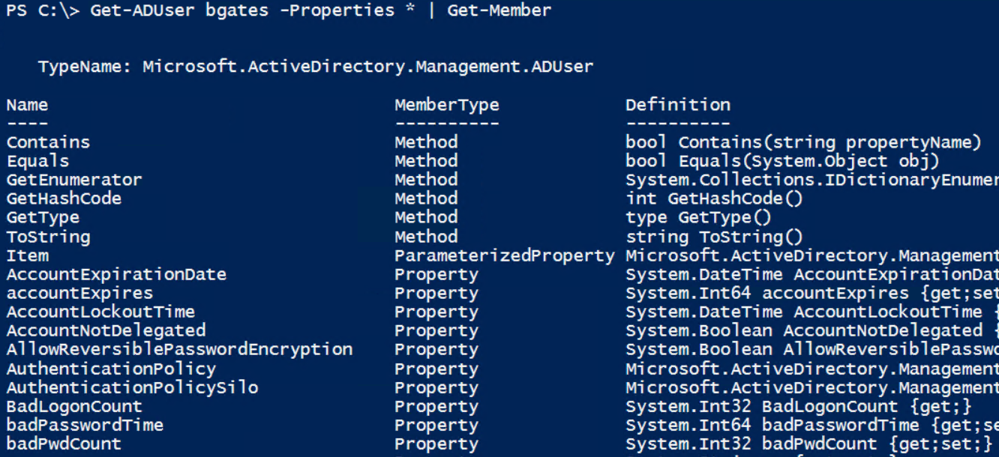 PS C:\> Get-ADUser bgates -Properties * | Get-Member
TypeName: Microsoft.ActiveDirectory.Management.ADUser
Name MemberType Definition
---- ---------- ----------
Contains Method bool Contains(string propertyName)
Equals Method bool Equals(System.Object obj)
GetEnumerator Method System.Collections.IDictionaryEnumer
GetHashCode Method int GetHashCode()
GetType Method type GetType()
ToString Method string ToString()
Item ParameterizedProperty Microsoft.ActiveDirectory.Management
AccountExpirationDate Property System.DateTime AccountExpirationDat
accountExpires Property System.Int64 accountExpires {get;set
AccountLockoutTime Property System.DateTime AccountLockoutTime {
AccountNotDelegated Property System.Boolean AccountNotDelegated {
AllowReversiblePasswordEncryption Property System.Boolean AllowReversiblePasswo
AuthenticationPolicy Property Microsoft.ActiveDirectory.Management
AuthenticationPolicySilo Property Microsoft.ActiveDirectory.Management
BadLogonCount Property System.Int32 BadLogonCount {get;}
badPasswordTime Property System.Int64 badPasswordTime {get;se
badPwdCount Property System.Int32 badPwdCount {get;set;}